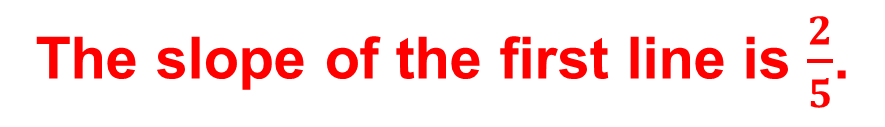 The slope of the first line is 2/5.